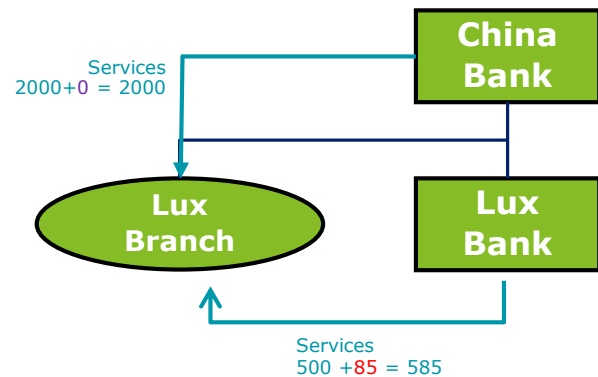 China
Bank
Services
2000+0 = 2000
Lux
Branch
Lux
Bank
Services
500 +85 = 585